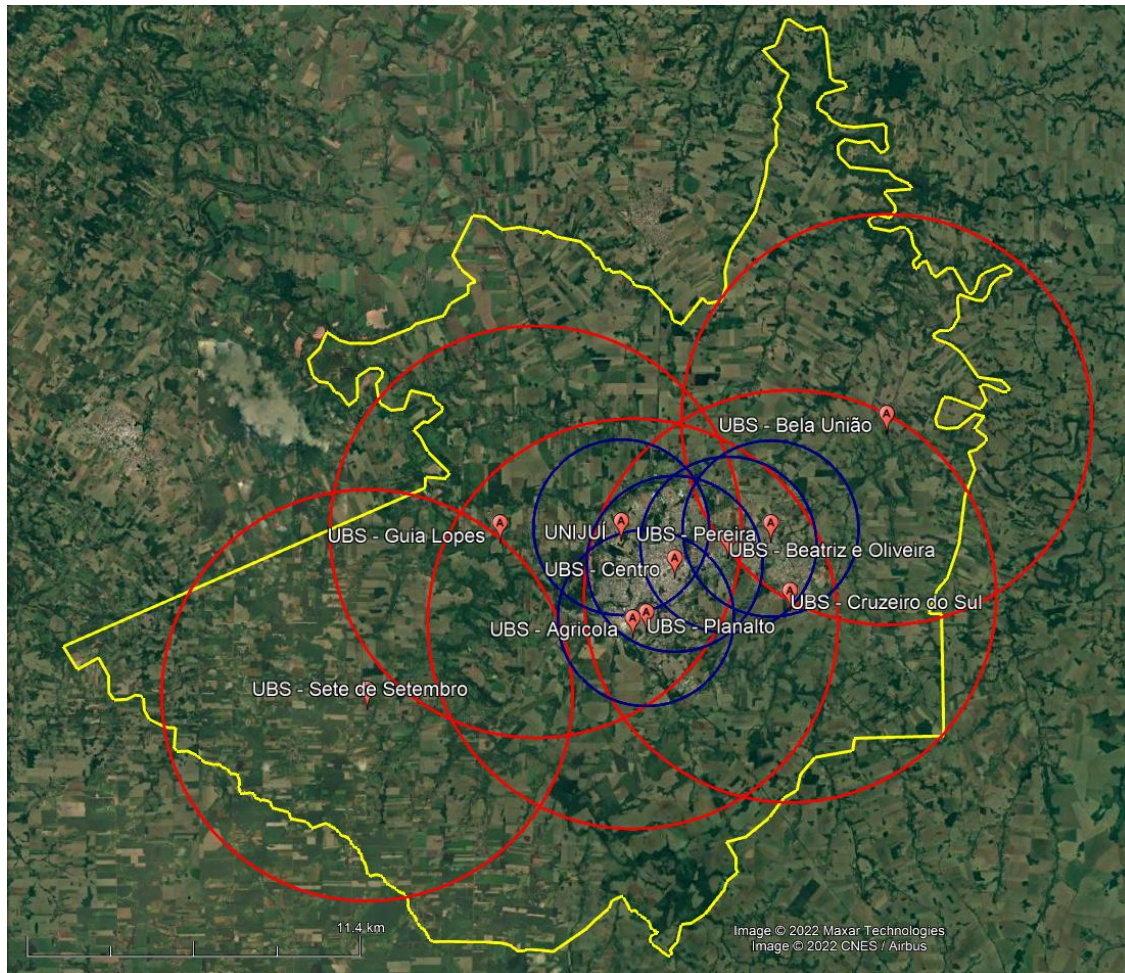 UBS - Bela União
UBS - Guia Lopes
UNIJUÍ
UBS - Pereira
UBS - Beatriz e Oliveira
UBS - Centro
UBS - Cruzeiro do Sul
UBS - Agricola
UBS - Planalto
UBS - Sete de Setembro
11.4 km
Image © 2022 Maxar Technologies
Image © 2022 CNES / Airbus